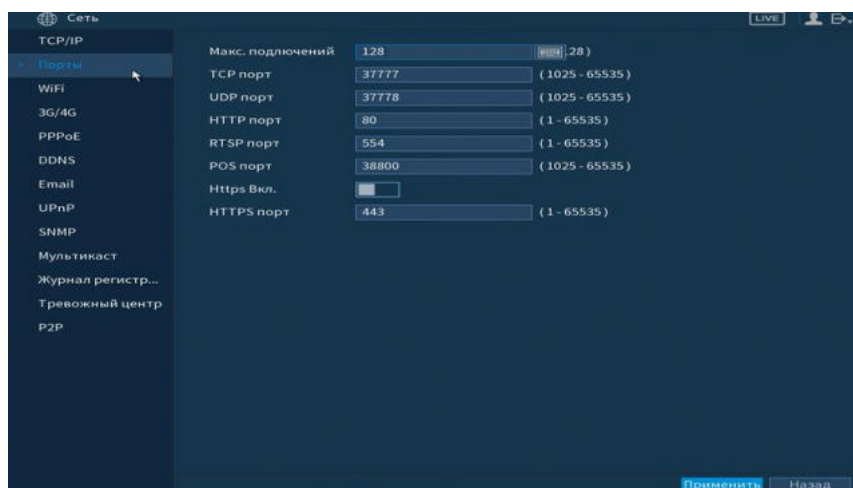 Сеть
LIVE
TCP/IP
Порты
WiFi
3G/4G
PPPoE
DDNS
Email
UPnP
SNMP
Мультикаст
Журнал регистр...
Тревожный центр
P2P
Макс. подлючений 128 .28)
TCP порт 37777 (1025-65535)
UDP порт 37778 (1025-65535)
HTTP порт 80 (1-65535)
RTSP порт 554 (1-65535)
POS порт 38800 (1025-65535)
Https Вкл.
HTTPS порт 443 (1-65535)
Применить
Назад